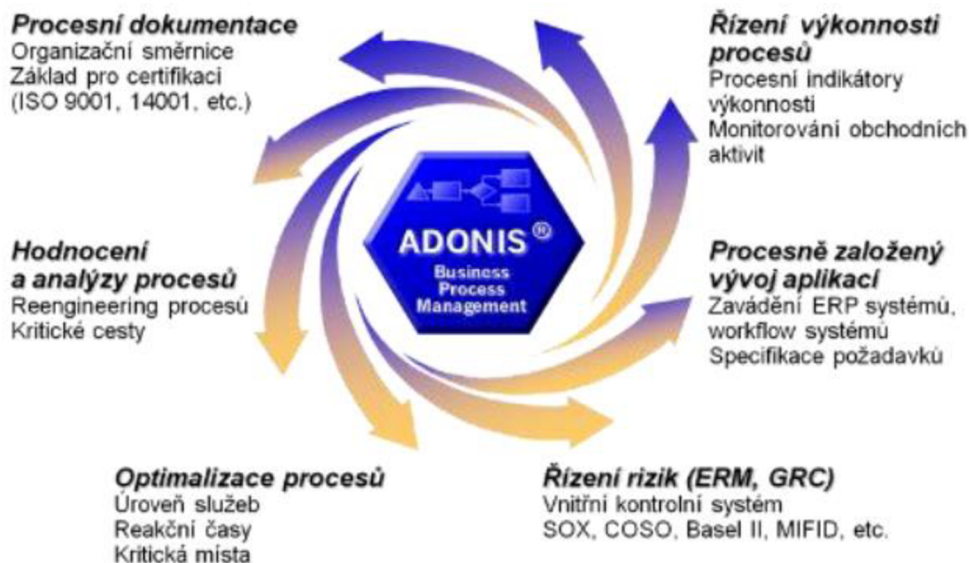 Procesní dokumentace
Organizační směrnice
Základ pro certifikaci
(ISO 9001, 14001, etc.)
Řízení výkonnosti
procesů
Procesní indikátory
výkonnosti
Monitorování obchodních
aktivit
ADONIS®
Business
Process
Management
Hodnocení
a analýzy procesů
Reengineering procesů
Kritické cesty
Procesně založený
vývoj aplikací
Zavádění ERP systémů,
workflow systémů
Specifikace požadavků
Optimalizace procesů
Úroveň služeb
Reakční časy
Kritická místa
Řízení rizik (ERM, GRC)
Vnitřní kontrolní systém
SOX, COSO, Basel II, MIFID, etc.